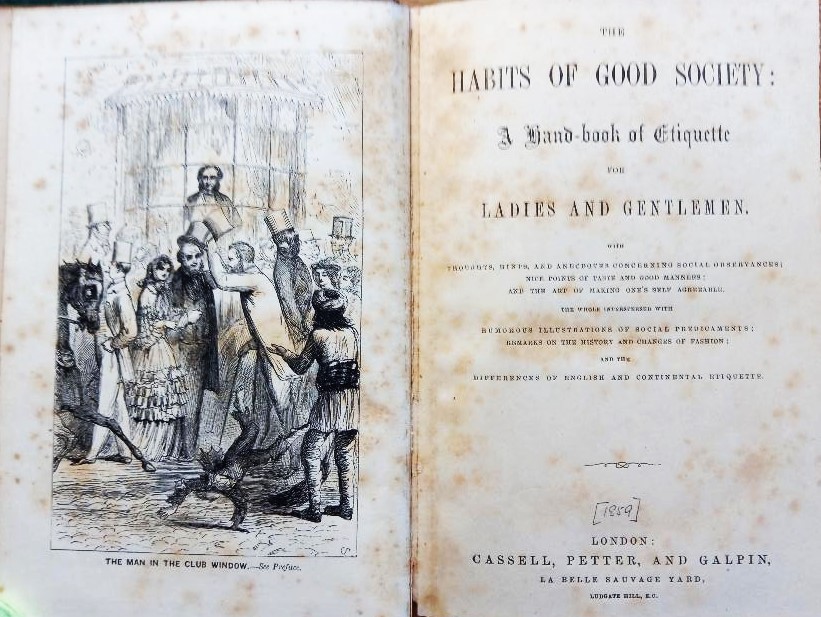 THE MAN IN THE CLUB WINDOW.—See Preface.
THE
HABITS OF GOOD SOCIETY:
A Hand-book of Etiquette
FOR
LADIES AND GENTLEMEN.
WITH
THOUGHTS, HINTS, AND ANECDOTES CONCERNING SOCIAL OBSERVANCES;
NICE POINTS OF TASTE AND GOOD MANNERS;
AND THE ART OF MAKING ONE'S SELF AGREEABLE.
THE WHOLE INTERSPERSED WITH
HUMOROUS ILLUSTRATIONS OF SOCIAL PREDICAMENTS;
REMARKS ON THE HISTORY AND CHANGES OF FASHION;
AND THE
DIFFERENCES OF ENGLISH AND CONTINENTAL ETIQUETTE.
[1859]
LONDON:
CASSELL, PETTER, AND GALPIN,
LA BELLE SAUVAGE YARD,
LUDGATE HILL, E.C.